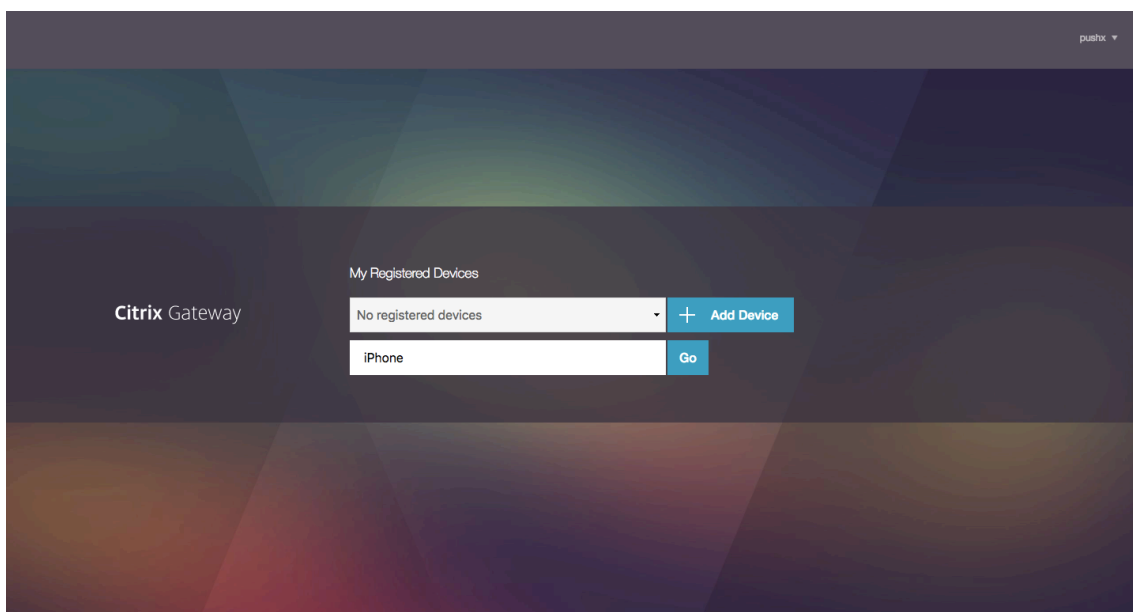 pushx
My Registered Devices
Citrix Gateway
No registered devices
Add Device
iPhone
Go